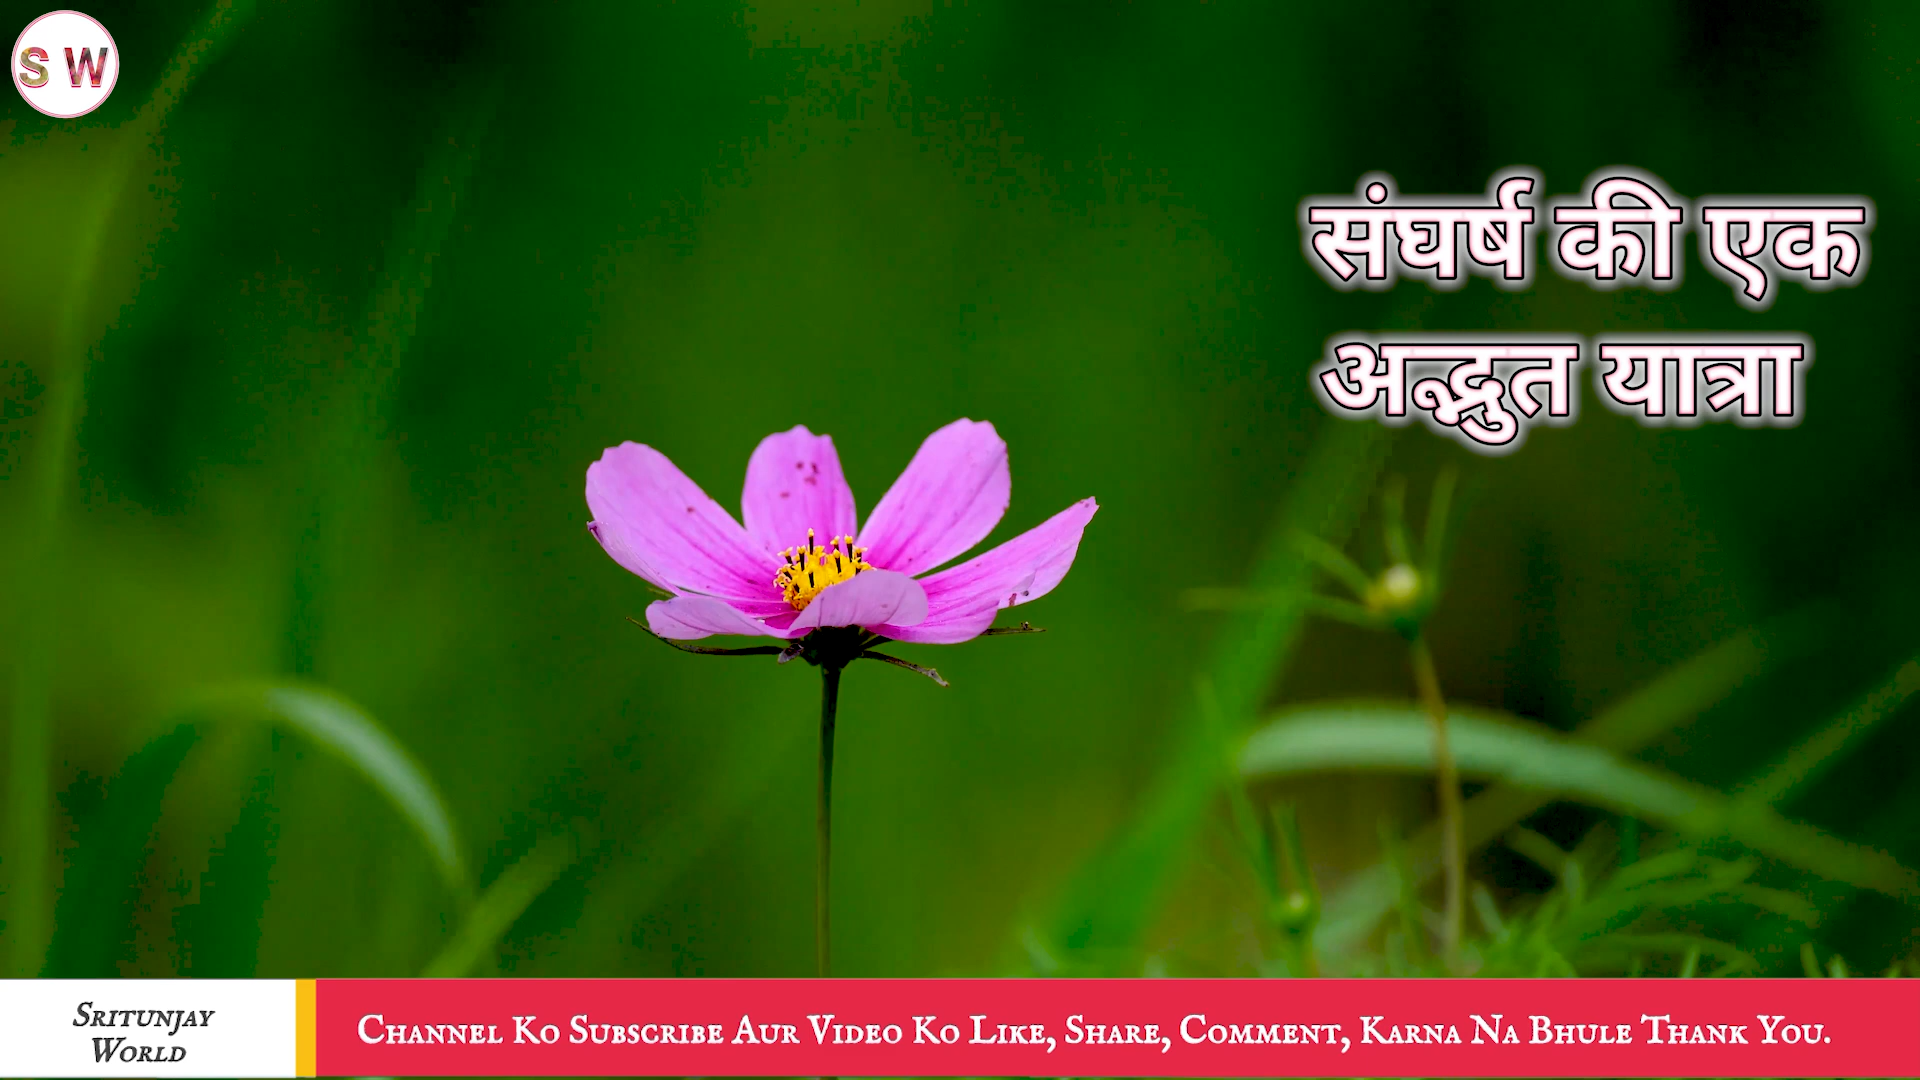 S W
संघर्ष की एक
अद्भुत यात्रा
Sritunjay
World
Channel Ko Subscribe Aur Video Ko Like, Share, Comment, Karna Na Bhule Thank You.